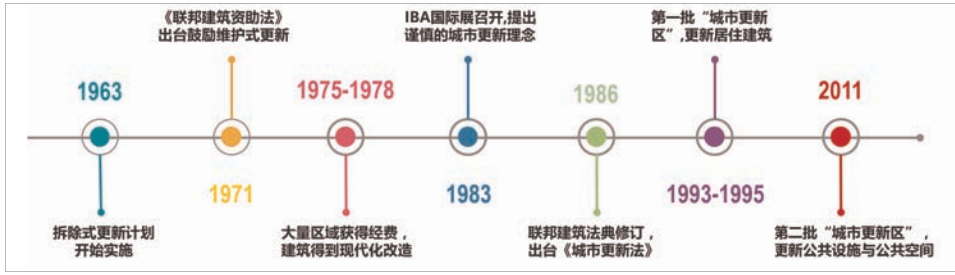 《联邦建筑资助法》
出台鼓励维护式更新
IBA国际展召开,提出
谨慎的城市更新理念
第一批“城市更新
区”,更新居住建筑
1963
1975-1978
1986
2011
1971
1983
1993-1995
拆除式更新计划
开始实施
大量区域获得经费，
建筑得到现代化改造
联邦建筑法典修订，
出台《城市更新法》
第二批“城市更新区”，
更新公共设施与公共空间